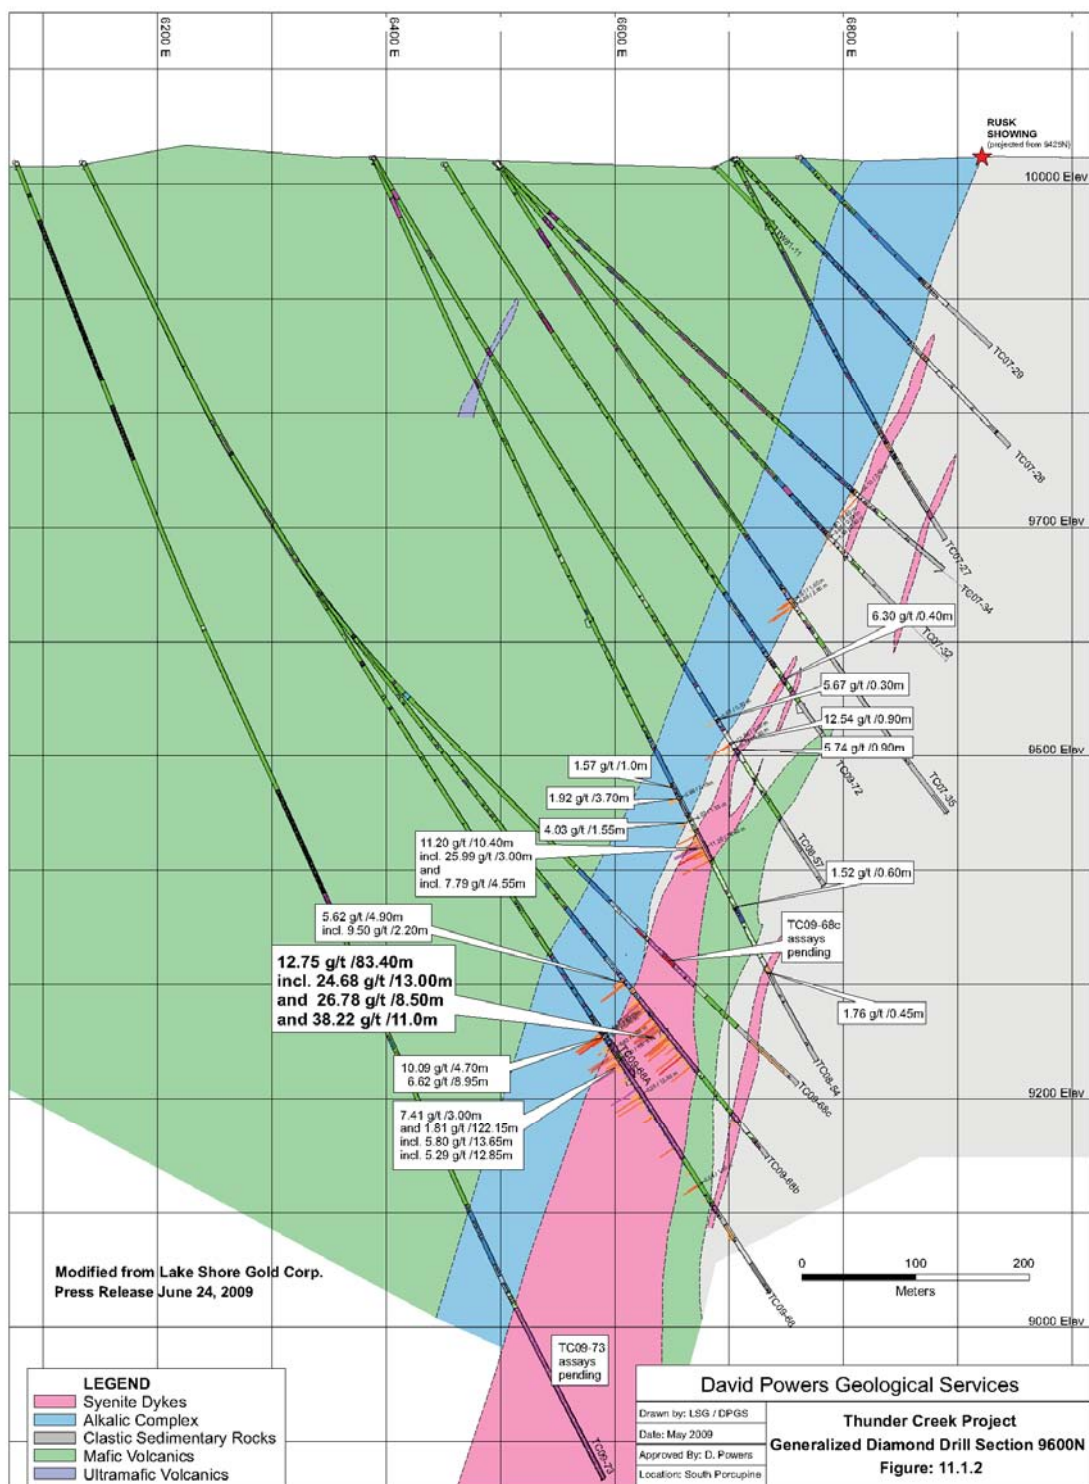 6200 E
6400 E
6600 E
6800 E
RUSK
SHOWING
(projected from 9425N)
10000 Elev
TW81-11
TC07-29
TC07-28
9700 Elev
TC07-27
TC07-34
TC07-32
6.30 g/t /0.40m
5.67 g/t /0.30m
12.54 g/t /0.90m
5.74 g/t /0.90m
9500 Elev
1.57 g/t /1.0m
1.92 g/t /3.70m
4.03 g/t /1.55m
TC09-72
TC07-35
11.20 g/t /10.40m
incl. 25.99 g/t /3.00m
and
incl. 7.79 g/t /4.55m
TC08-57
1.52 g/t /0.60m
5.62 g/t /4.90m
incl. 9.50 g/t /2.20m
TC09-68c
assays
pending
12.75 g/t /83.40m
incl. 24.68 g/t /13.00m
and 26.78 g/t /8.50m
and 38.22 g/t /11.0m
1.76 g/t /0.45m
10.09 g/t /4.70m
6.62 g/t /8.95m
TC09-68A
TC08-54
TC09-68c
9200 Elev
7.41 g/t /3.00m
and 1.81 g/t /122.15m
incl. 5.80 g/t /13.65m
incl. 5.29 g/t /12.85m
TC09-68b
Modified from Lake Shore Gold Corp.
Press Release June 24, 2009
0 100 200
Meters
TC09-68
9000 Elev
TC09-73
assays
pending
TC09-73
LEGEND
Syenite Dykes
Alkalic Complex
Clastic Sedimentary Rocks
Mafic Volcanics
Ultramafic Volcanics
David Powers Geological Services
Drawn by: LSG / DPGS
Date: May 2009
Approved By: D. Powers
Location: South Porcupine
Thunder Creek Project
Generalized Diamond Drill Section 9600N
Figure: 11.1.2